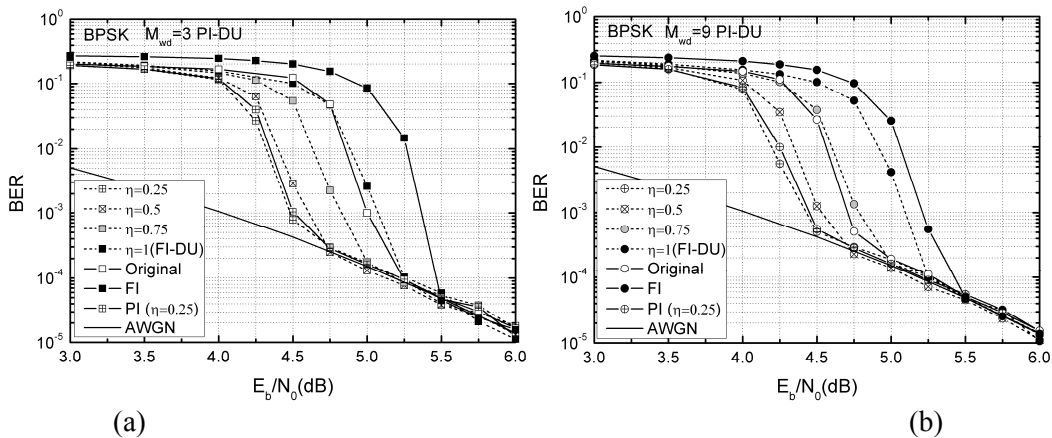 BPSK M_wd=3 PI-DU
BER
10^0
10^-1
10^-2
10^-3
10^-4
10^-5
η=0.25
η=0.5
η=0.75
η=1(FI-DU)
Original
FI
PI (η=0.25)
AWGN
3.0 3.5 4.0 4.5 5.0 5.5 6.0
E_b/N_0(dB)
(a)
BPSK M_wd=9 PI-DU
BER
10^0
10^-1
10^-2
10^-3
10^-4
10^-5
η=0.25
η=0.5
η=0.75
η=1(FI-DU)
Original
FI
PI (η=0.25)
AWGN
3.0 3.5 4.0 4.5 5.0 5.5 6.0
E_b/N_0(dB)
(b)